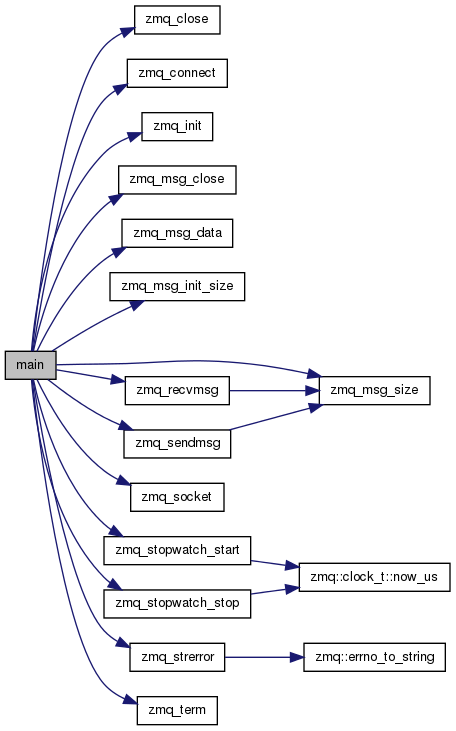 zmq_close
zmq_connect
zmq_init
zmq_msg_close
zmq_msg_data
zmq_msg_init_size
main
zmq_recvmsg
zmq_msg_size
zmq_sendmsg
zmq_socket
zmq_stopwatch_start
zmq::clock_t::now_us
zmq_stopwatch_stop
zmq_strerror
zmq::errno_to_string
zmq_term